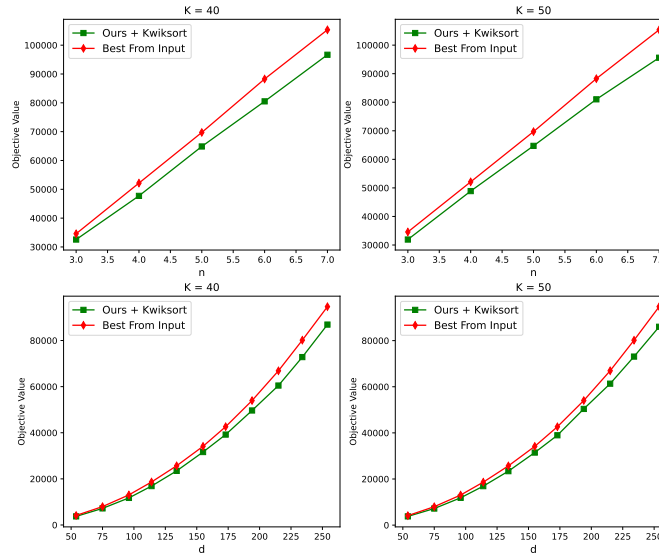 K = 40
Ours + Kwiksort
Best From Input
Objective Value
100000
90000
80000
70000
60000
50000
40000
30000
3.0 3.5 4.0 4.5 5.0 5.5 6.0 6.5 7.0
n
K = 50
Ours + Kwiksort
Best From Input
Objective Value
100000
90000
80000
70000
60000
50000
40000
30000
3.0 3.5 4.0 4.5 5.0 5.5 6.0 6.5
n
K = 40
Ours + Kwiksort
Best From Input
Objective Value
80000
60000
40000
20000
0
50 75 100 125 150 175 200 225 250
d
K = 50
Ours + Kwiksort
Best From Input
Objective Value
80000
60000
40000
20000
0
50 75 100 125 150 175 200 225
d